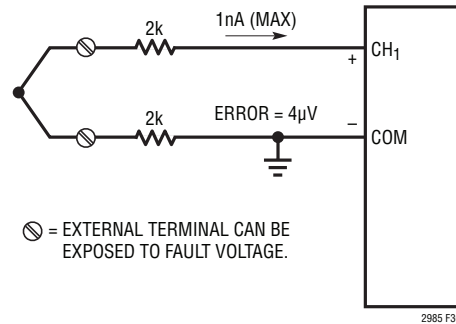 2k
1nA (MAX)
+
CH1
2k
ERROR = 4µV
–
COM
= EXTERNAL TERMINAL CAN BE
EXPOSED TO FAULT VOLTAGE.
2985 F3